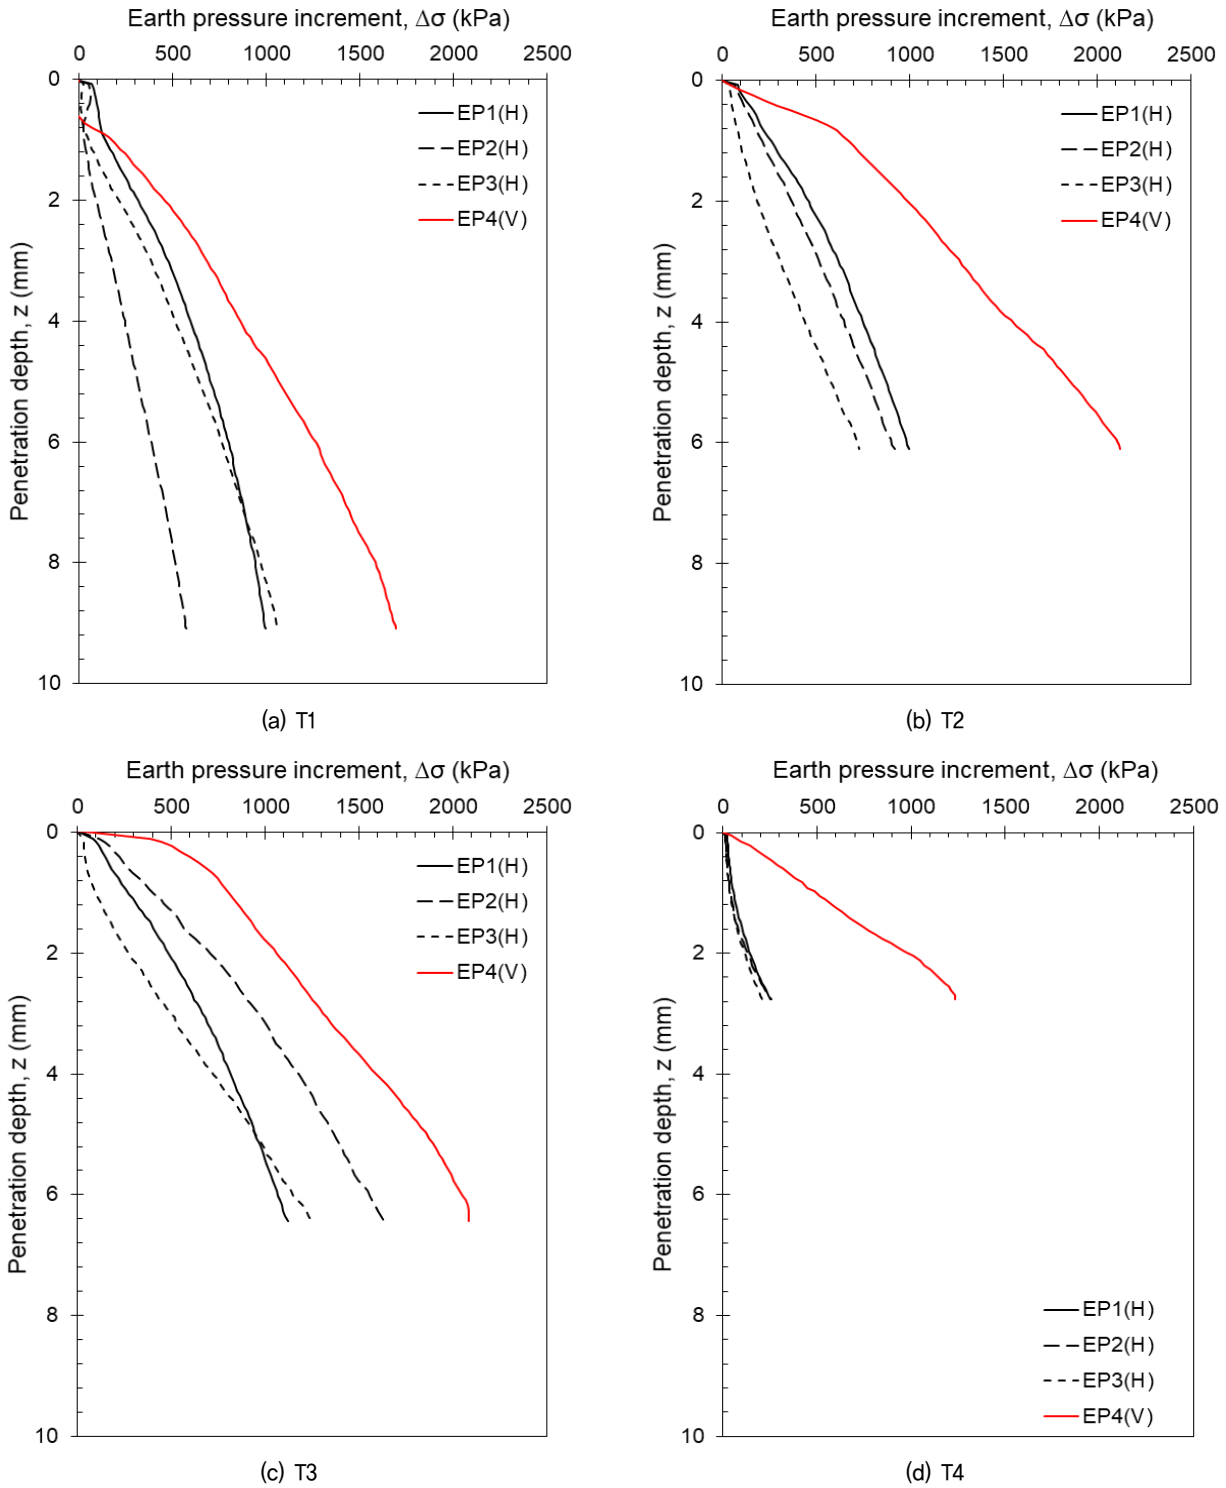 Earth pressure increment, Δσ (kPa)
0 500 1000 1500 2000 2500
0
2
4
6
8
10
Penetration depth, z (mm)
EP1(H)
EP2(H)
EP3(H)
EP4(V)
(a) T1
Earth pressure increment, Δσ (kPa)
0 500 1000 1500 2000 2500
0
2
4
6
8
10
Penetration depth, z (mm)
EP1(H)
EP2(H)
EP3(H)
EP4(V)
(b) T2
Earth pressure increment, Δσ (kPa)
0 500 1000 1500 2000 2500
0
2
4
6
8
10
Penetration depth, z (mm)
EP1(H)
EP2(H)
EP3(H)
EP4(V)
(c) T3
Earth pressure increment, Δσ (kPa)
0 500 1000 1500 2000 2500
0
2
4
6
8
10
Penetration depth, z (mm)
EP1(H)
EP2(H)
EP3(H)
EP4(V)
(d) T4